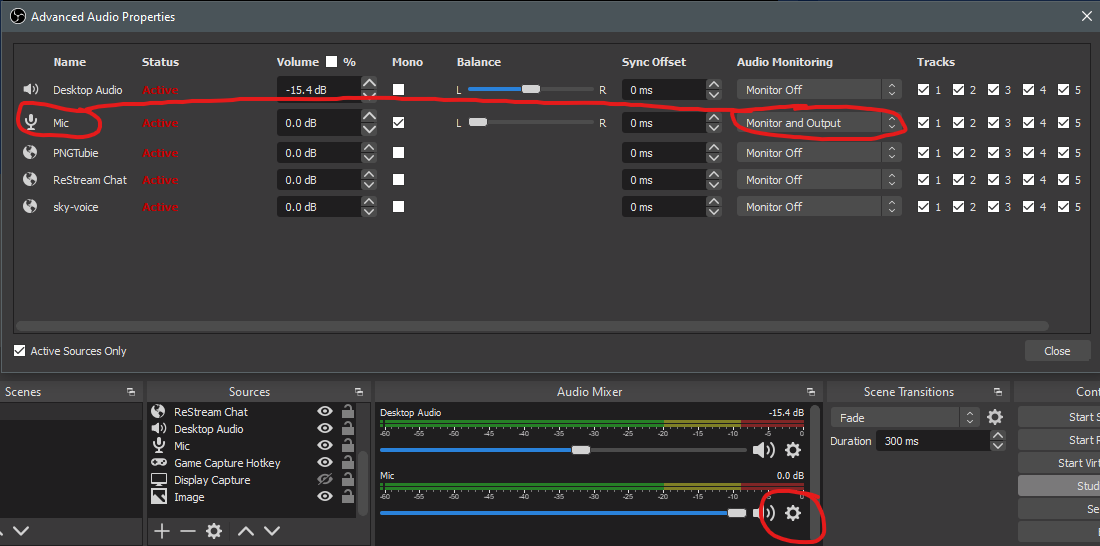 Advanced Audio Properties
Name Status Volume % Mono Balance Sync Offset Audio Monitoring Tracks
Desktop Audio Active -15.4 dB L R 0 ms Monitor Off 1 2 3 4 5
Mic Active 0.0 dB L R 0 ms Monitor and Output 1 2 3 4 5
PNGTubie Active 0.0 dB 0 ms Monitor Off 1 2 3 4 5
ReStream Chat Active 0.0 dB 0 ms Monitor Off 1 2 3 4 5
sky-voice Active 0.0 dB 0 ms Monitor Off 1 2 3 4 5
Active Sources Only Close
Scenes Sources Audio Mixer Scene Transitions Cont
ReStream Chat
Desktop Audio
Mic
Game Capture Hotkey
Display Capture
Image
Desktop Audio -15.4 dB
-60 -55 -50 -45 -40 -35 -30 -25 -20 -15 -10 -5 0
Mic 0.0 dB
-60 -55 -50 -45 -40 -35 -30 -25 -20 -15 -10 -5 0
Fade
Duration 300 ms
Start S
Start R
Start Virt
Stud
Se